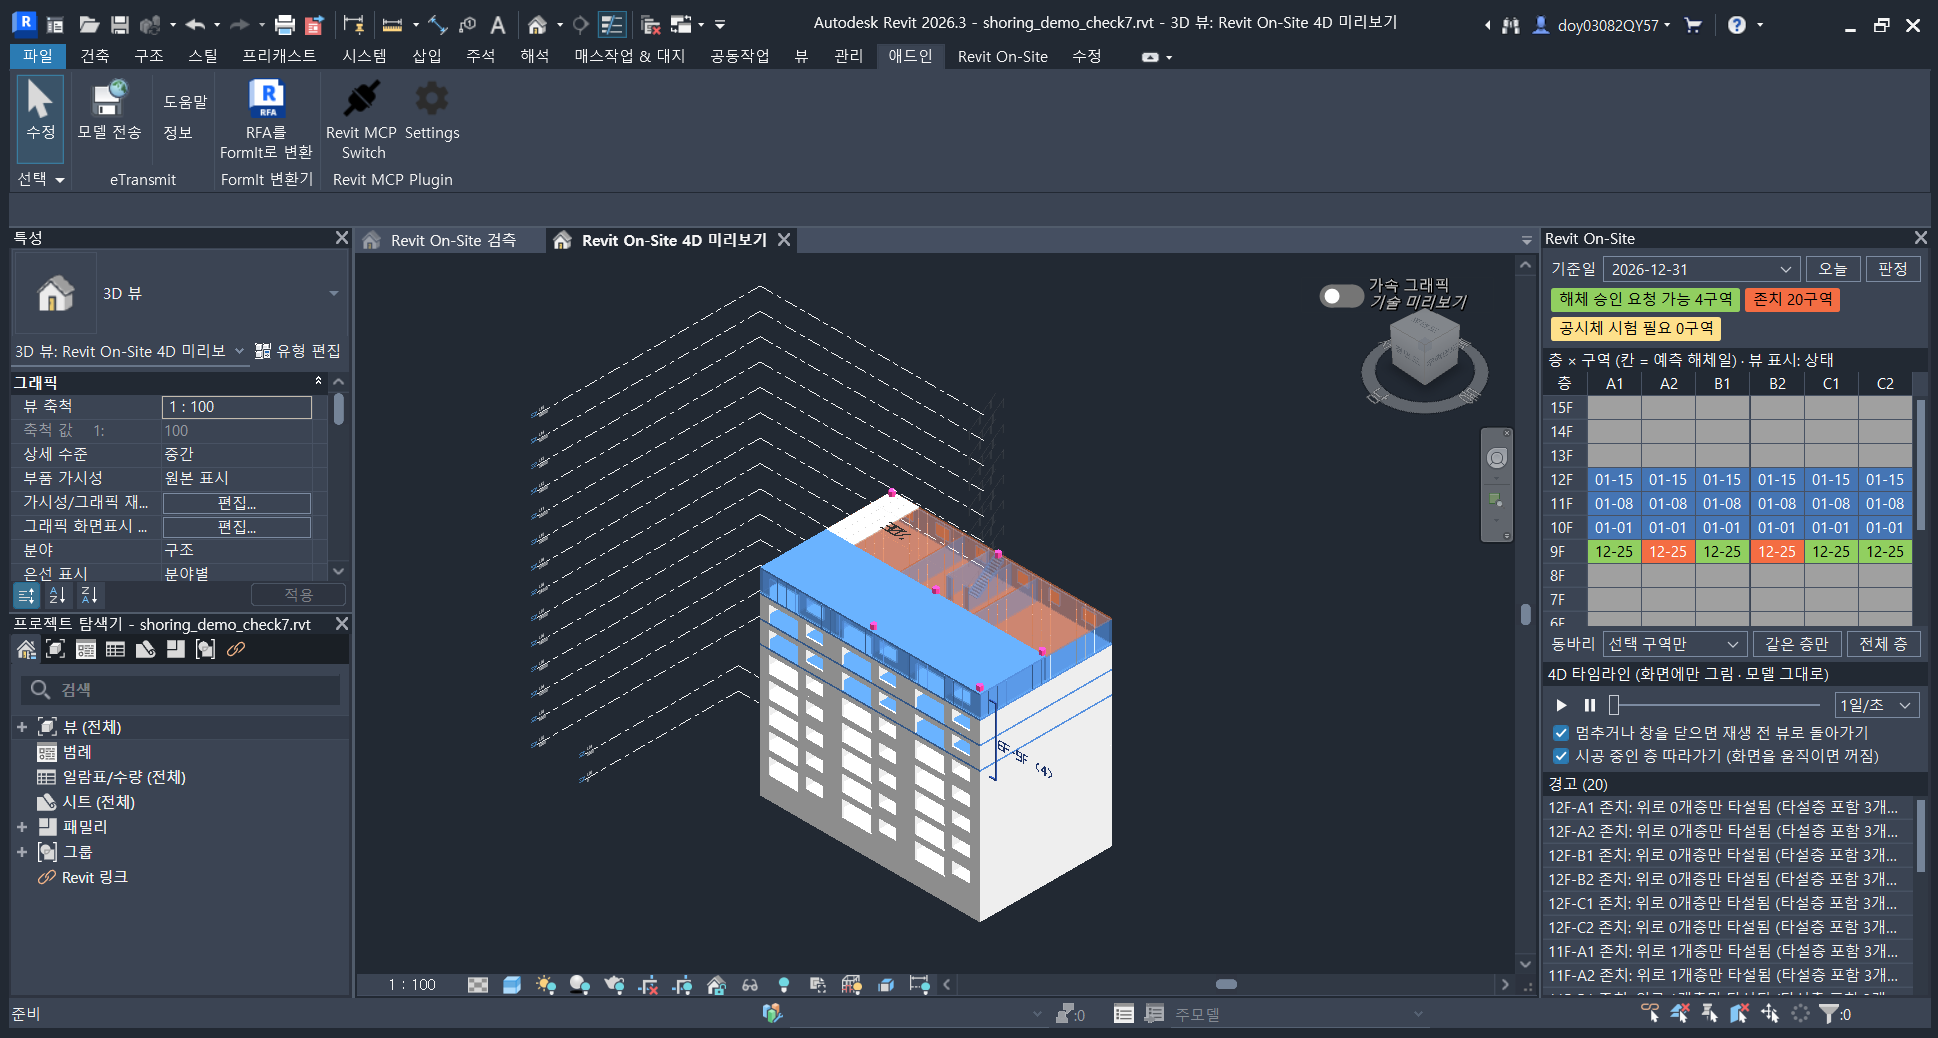 Autodesk Revit 2026.3 - shoring_demo_check7.rvt - 3D 뷰: Revit On-Site 4D 미리보기
doy03082QY57
파일 건축 구조 스틸 프리캐스트 시스템 삽입 주석 해석 매스작업 & 대지 공동작업 뷰 관리 애드인 Revit On-Site 수정
수정
모델 전송
도움말
정보
RFA를
FormIt로 변환
Revit MCP
Switch
Settings
선택
eTransmit
FormIt 변환기
Revit MCP Plugin
특성
3D 뷰
3D 뷰: Revit On-Site 4D 미리보
유형 편집
그래픽
뷰 축척 1 : 100
축척 값 1: 100
상세 수준 중간
부품 가시성 원본 표시
가시성/그래픽 재... 편집...
그래픽 화면표시 ... 편집...
분야 구조
은선 표시 분야별
적용
프로젝트 탐색기 - shoring_demo_check7.rvt
검색
뷰 (전체)
범례
일람표/수량 (전체)
시트 (전체)
패밀리
그룹
Revit 링크
Revit On-Site 검측
Revit On-Site 4D 미리보기
가속 그래픽
기술 미리보기
6F-9F (4)
1 : 100
Revit On-Site
기준일 2026-12-31 오늘 판정
해체 승인 요청 가능 4구역 존치 20구역
공시체 시험 필요 0구역
층 × 구역 (칸 = 예측 해체일) · 뷰 표시: 상태
층 A1 A2 B1 B2 C1 C2
15F
14F
13F
12F 01-15 01-15 01-15 01-15 01-15 01-15
11F 01-08 01-08 01-08 01-08 01-08 01-08
10F 01-01 01-01 01-01 01-01 01-01 01-01
9F 12-25 12-25 12-25 12-25 12-25 12-25
8F
7F
6F
동바리 선택 구역만 같은 층만 전체 층
4D 타임라인 (화면에만 그림 · 모델 그대로)
1일/초
멈추거나 창을 닫으면 재생 전 뷰로 돌아가기
시공 중인 층 따라가기 (화면을 움직이면 꺼짐)
경고 (20)
12F-A1 존치: 위로 0개층만 타설됨 (타설층 포함 3개...
12F-A2 존치: 위로 0개층만 타설됨 (타설층 포함 3개...
12F-B1 존치: 위로 0개층만 타설됨 (타설층 포함 3개...
12F-B2 존치: 위로 0개층만 타설됨 (타설층 포함 3개...
12F-C1 존치: 위로 0개층만 타설됨 (타설층 포함 3개...
12F-C2 존치: 위로 0개층만 타설됨 (타설층 포함 3개...
11F-A1 존치: 위로 1개층만 타설됨 (타설층 포함 3개...
11F-A2 존치: 위로 1개층만 타설됨 (타설층 포함 3개...
준비
:0
주모델
:0